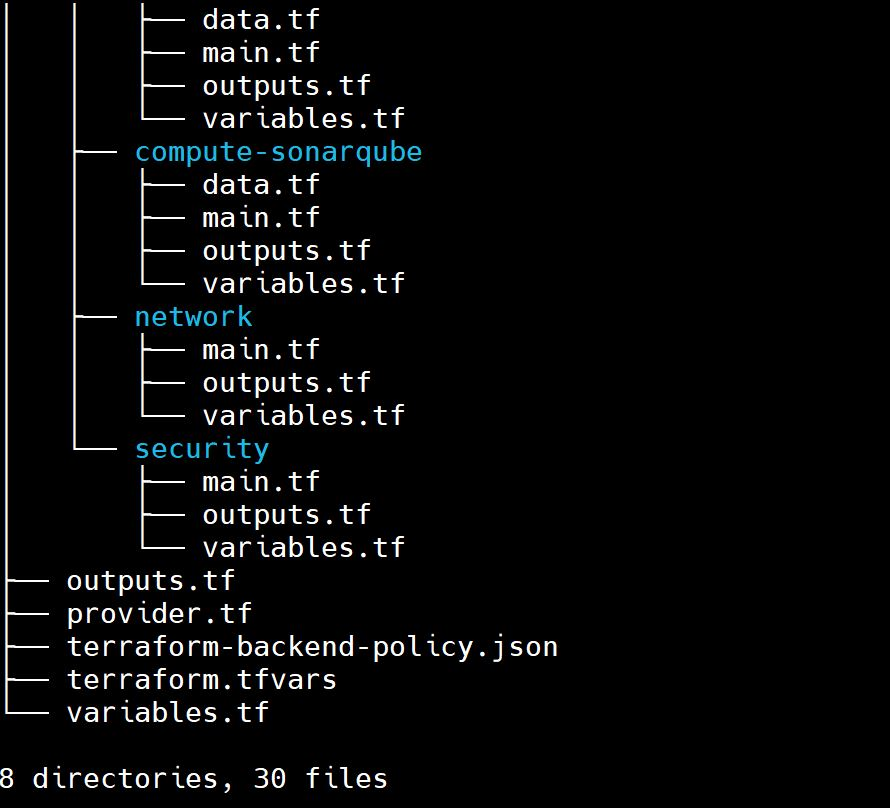 │   │   ├── data.tf
│   │   ├── main.tf
│   │   ├── outputs.tf
│   │   └── variables.tf
│   ├── compute-sonarqube
│   │   ├── data.tf
│   │   ├── main.tf
│   │   ├── outputs.tf
│   │   └── variables.tf
│   ├── network
│   │   ├── main.tf
│   │   ├── outputs.tf
│   │   └── variables.tf
│   └── security
│       ├── main.tf
│       ├── outputs.tf
│       └── variables.tf
├── outputs.tf
├── provider.tf
├── terraform-backend-policy.json
├── terraform.tfvars
└── variables.tf
8 directories, 30 files